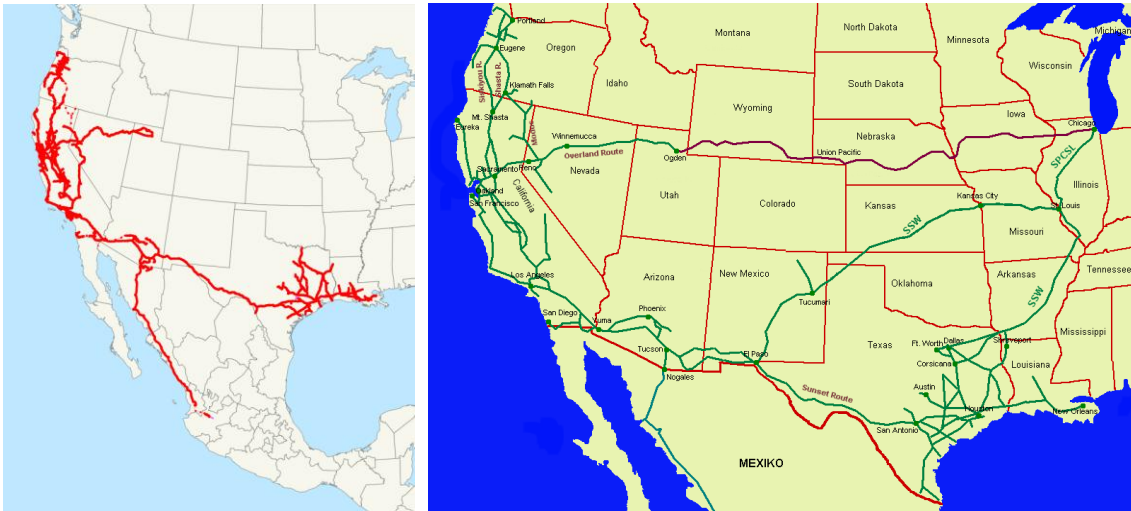 Portland
Montana
North Dakota
Minnesota
Michigan
Eugene
Oregon
Wisconsin
Siskiyou R.
Shasta R.
Idaho
South Dakota
Klamath Falls
Wyoming
Mt. Shasta
Eureka
Modoc
Winnemucca
Nebraska
Iowa
Chicago
Union Pacific
Overland Route
Ogden
Reno
Sacramento
Nevada
SPCSL
Illinois
Oakland
San Francisco
California
Utah
Colorado
Kansas
Kansas City
St. Louis
SSW
Missouri
Los Angeles
Arizona
New Mexico
Oklahoma
Arkansas
Tennessee
Tucumari
SSW
San Diego
Yuma
Phoenix
Mississippi
Tucson
El Paso
Texas
Ft. Worth
Dallas
Shreveport
Nogales
Corsicana
Louisiana
Sunset Route
Austin
Houston
New Orleans
San Antonio
MEXIKO